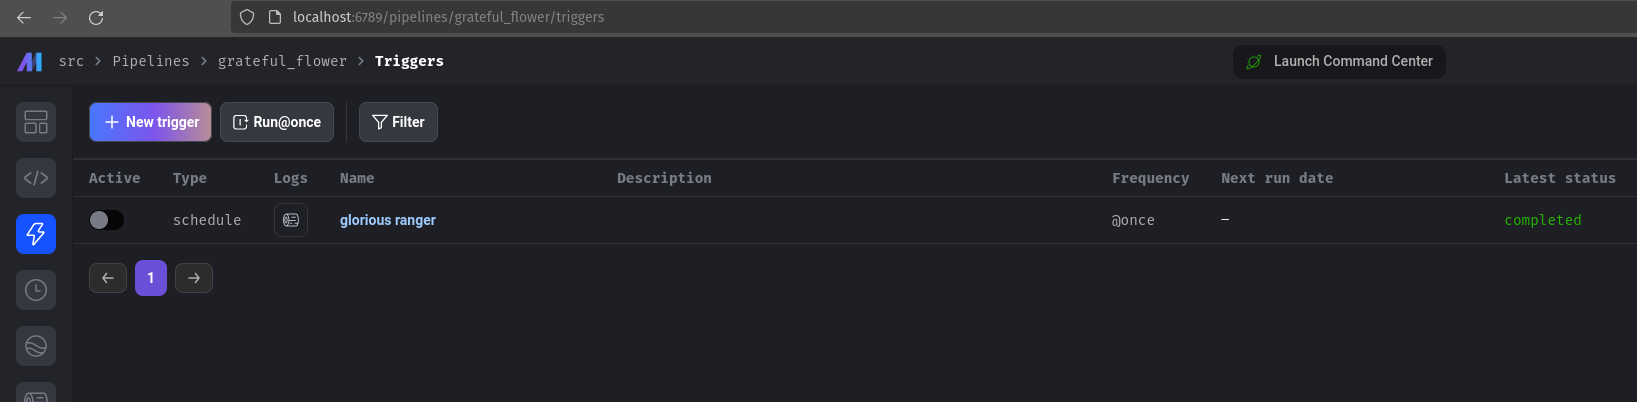 localhost:6789/pipelines/grateful_flower/triggers
src > Pipelines > grateful_flower > Triggers
Launch Command Center
+ New trigger
Run@once
Filter
Active Type Logs Name Description Frequency Next run date Latest status
schedule glorious ranger @once — completed
1